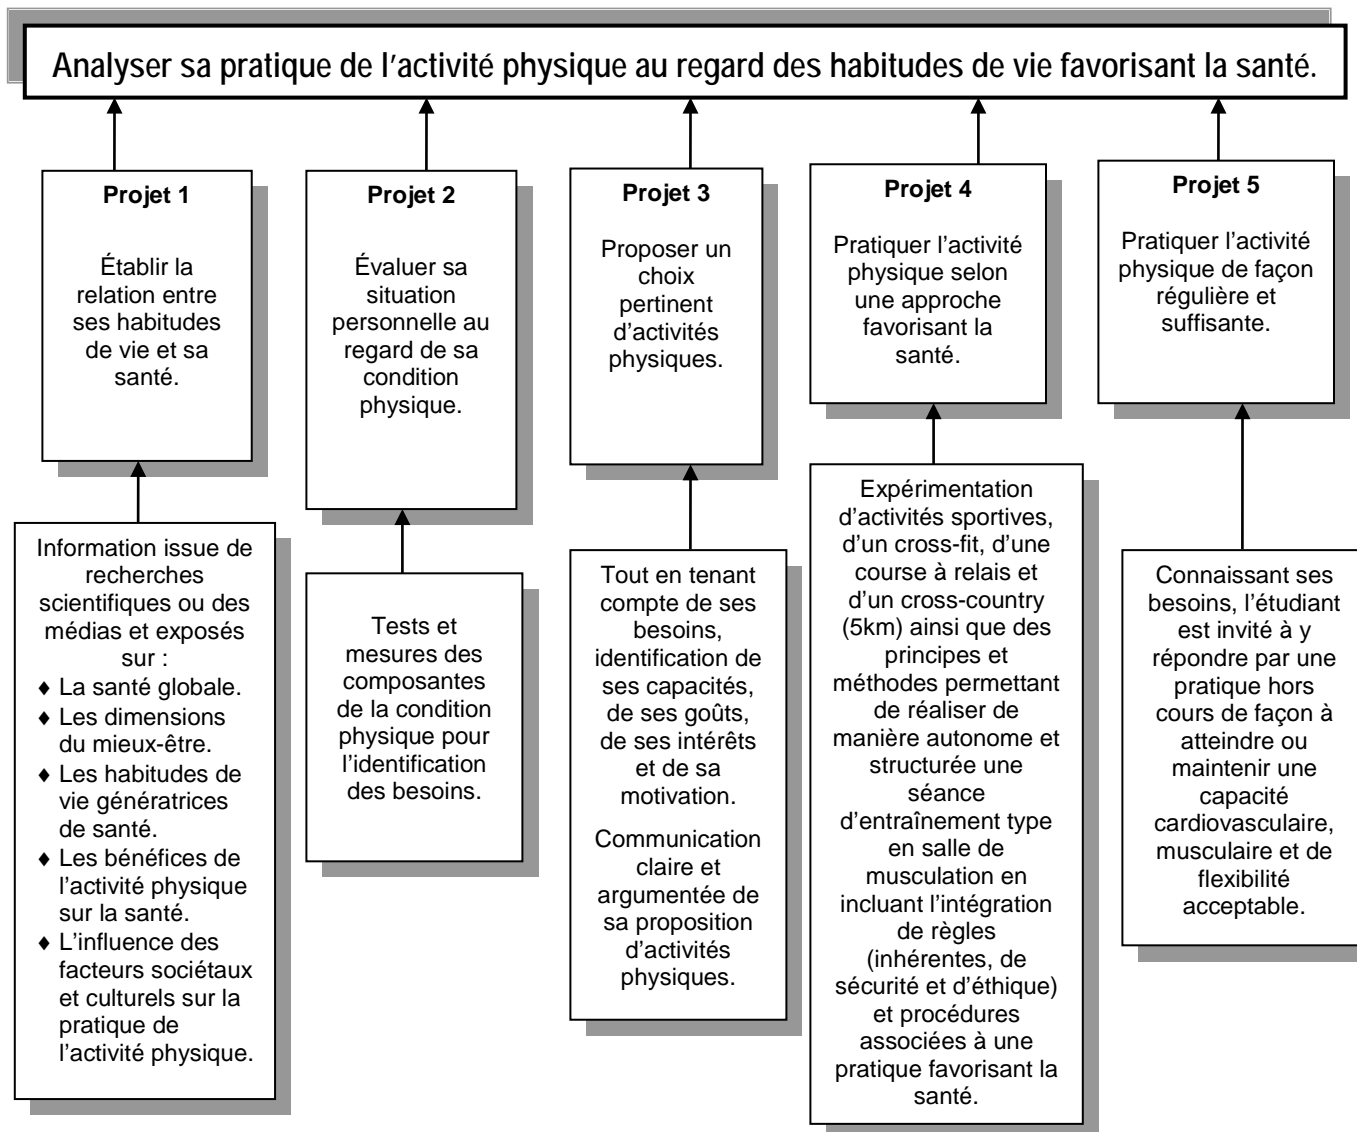 Analyser sa pratique de l'activité physique au regard des habitudes de vie favorisant la santé.
Projet 1
Établir la
relation entre
ses habitudes
de vie et sa
santé.
Information issue de
recherches
scientifiques ou des
médias et exposés
sur :
♦ La santé globale.
♦ Les dimensions
du mieux-être.
♦ Les habitudes de
vie génératrices
de santé.
♦ Les bénéfices de
l'activité physique
sur la santé.
♦ L'influence des
facteurs sociétaux
et culturels sur la
pratique de
l'activité physique.
Projet 2
Évaluer sa
situation
personnelle au
regard de sa
condition
physique.
Tests et
mesures des
composantes
de la condition
physique pour
l'identification
des besoins.
Projet 3
Proposer un
choix
pertinent
d'activités
physiques.
Tout en tenant
compte de ses
besoins,
identification de
ses capacités,
de ses goûts,
de ses intérêts
et de sa
motivation.
Communication
claire et
argumentée de
sa proposition
d'activités
physiques.
Projet 4
Pratiquer l'activité
physique selon
une approche
favorisant la
santé.
Expérimentation
d'activités sportives,
d'un cross-fit, d'une
course à relais et
d'un cross-country
(5km) ainsi que des
principes et
méthodes permettant
de réaliser de
manière autonome et
structurée une
séance
d'entraînement type
en salle de
musculation en
incluant l'intégration
de règles
(inhérentes, de
sécurité et d'éthique)
et procédures
associées à une
pratique favorisant la
santé.
Projet 5
Pratiquer l'activité
physique de façon
régulière et
suffisante.
Connaissant ses
besoins, l'étudiant
est invité à y
répondre par une
pratique hors
cours de façon à
atteindre ou
maintenir une
capacité
cardiovasculaire,
musculaire et de
flexibilité
acceptable.